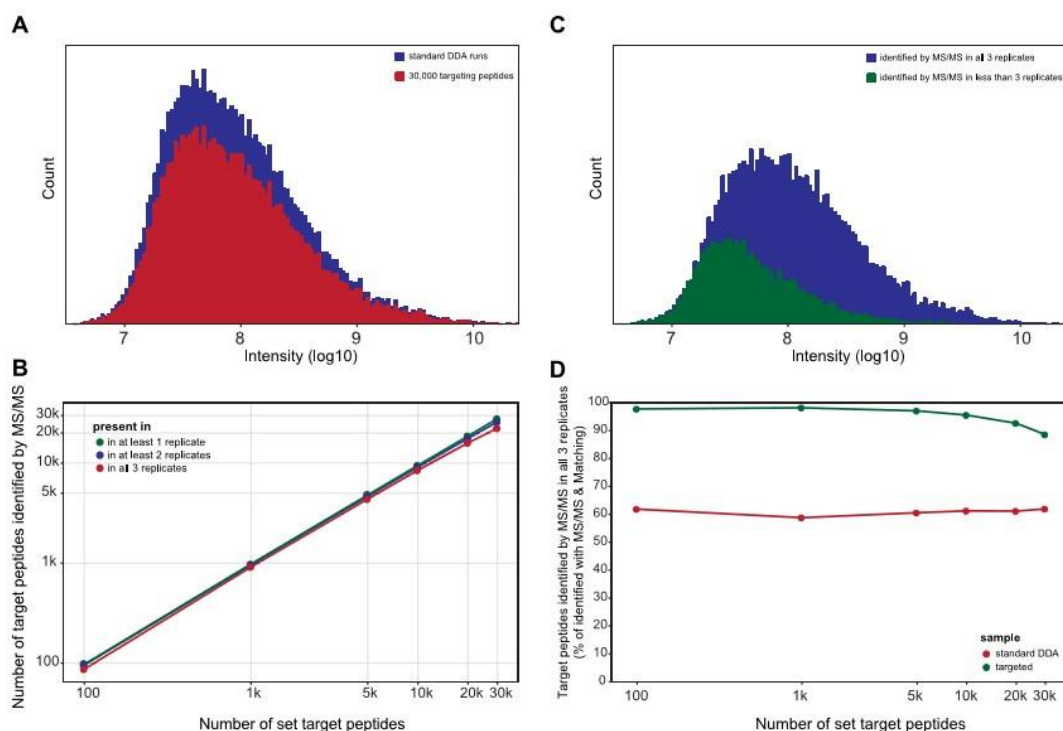 A
standard DDA runs
30,000 targeting peptides
Count
7
8
9
10
Intensity (log10)
C
identified by MS/MS in all 3 replicates
identified by MS/MS in less than 3 replicates
Count
7
8
9
10
Intensity (log10)
B
Number of target peptides identified by MS/MS
30k
20k
10k
5k
1k
100
present in
in at least 1 replicate
in at least 2 replicates
in all 3 replicates
100
1k
5k
10k
20k
30k
Number of set target peptides
D
Target peptides identified by MS/MS in all 3 replicates
(% of identified with MS/MS & Matching)
100
90
80
70
60
50
40
30
20
10
0
sample
standard DDA
targeted
100
1k
5k
10k
20k
30k
Number of set target peptides